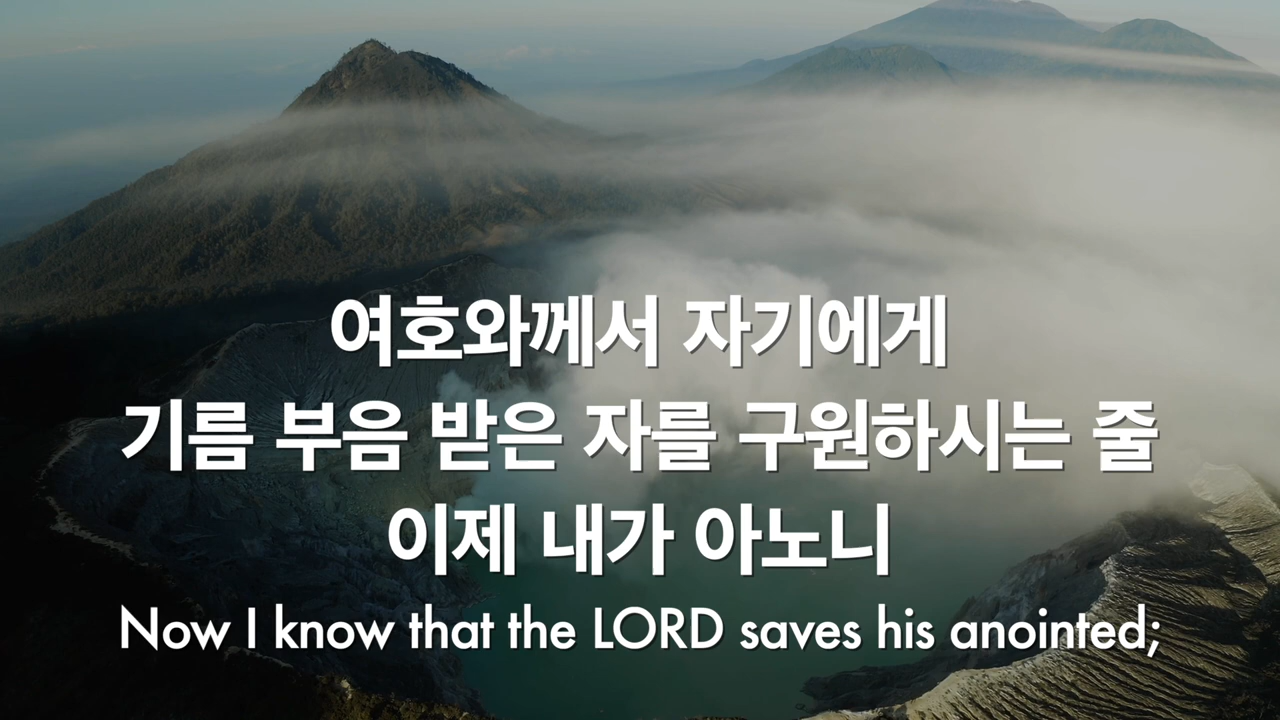 여호와께서 자기에게
기름 부음 받은 자를 구원하시는 줄
이제 내가 아노니
Now I know that the LORD saves his anointed;